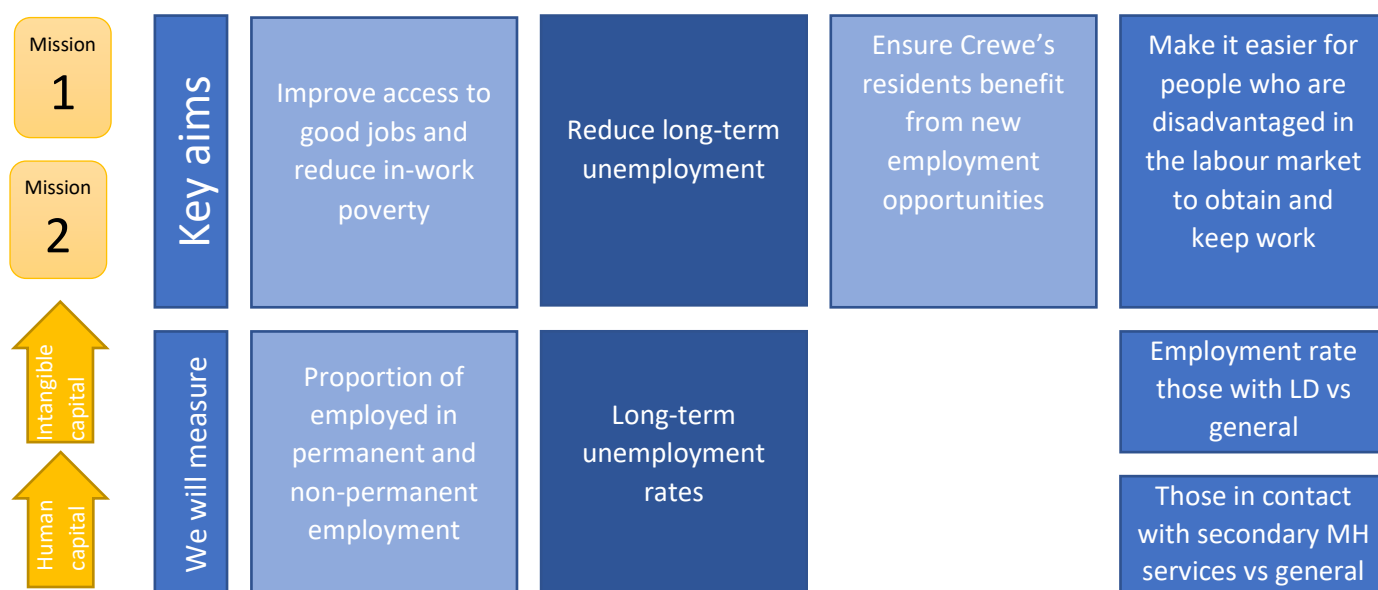 Mission
1
Mission
2
Intangible
capital
Human
capital
Key aims
Improve access to
good jobs and
reduce in-work
poverty
Reduce long-term
unemployment
Ensure Crewe’s
residents benefit
from new
employment
opportunities
Make it easier for
people who are
disadvantaged in
the labour market
to obtain and
keep work
We will measure
Proportion of
employed in
permanent and
non-permanent
employment
Long-term
unemployment
rates
Employment rate
those with LD vs
general
Those in contact
with secondary MH
services vs general